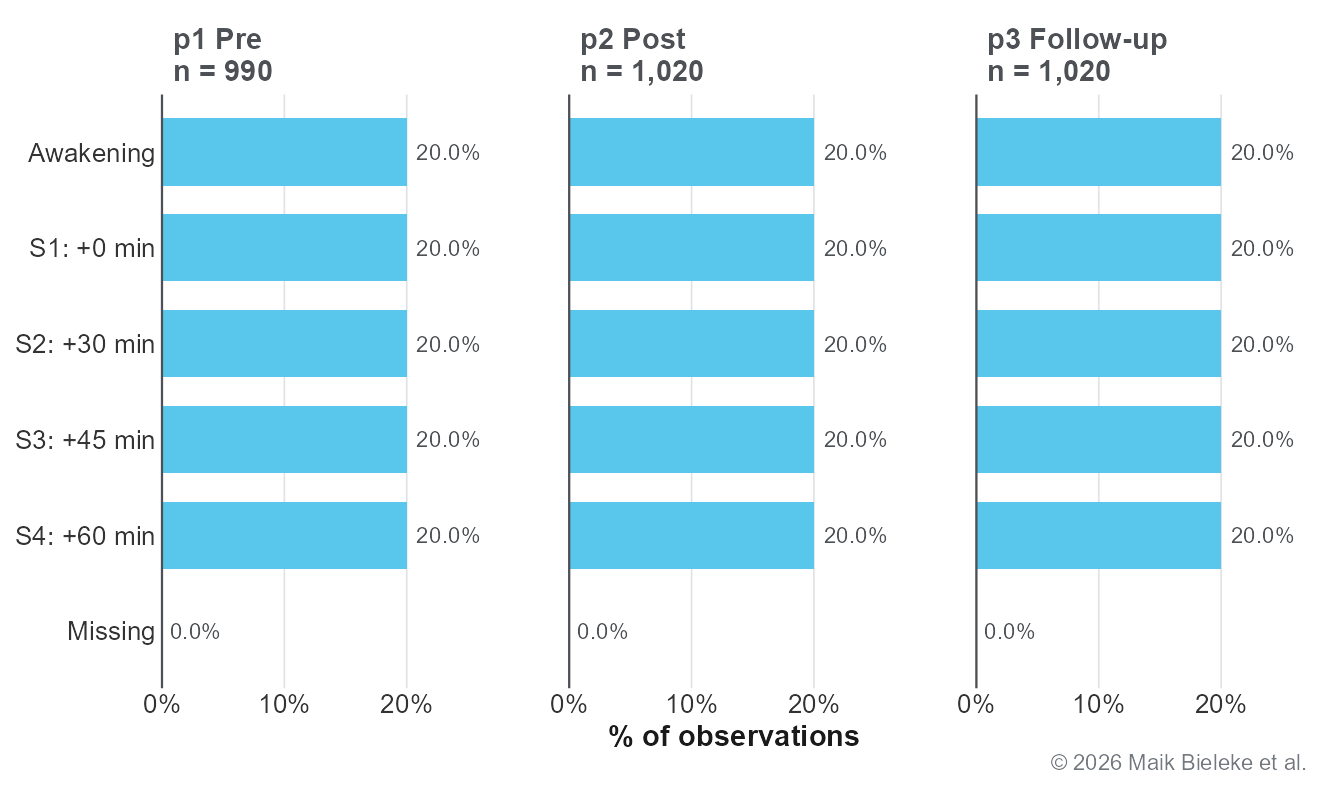 p1 Pre
n = 990
p2 Post
n = 1,020
p3 Follow-up
n = 1,020
Awakening
20.0%
20.0%
20.0%
S1: +0 min
20.0%
20.0%
20.0%
S2: +30 min
20.0%
20.0%
20.0%
S3: +45 min
20.0%
20.0%
20.0%
S4: +60 min
20.0%
20.0%
20.0%
Missing
0.0%
0.0%
0.0%
0%
10%
20%
0%
10%
20%
0%
10%
20%
% of observations
© 2026 Maik Bieleke et al.